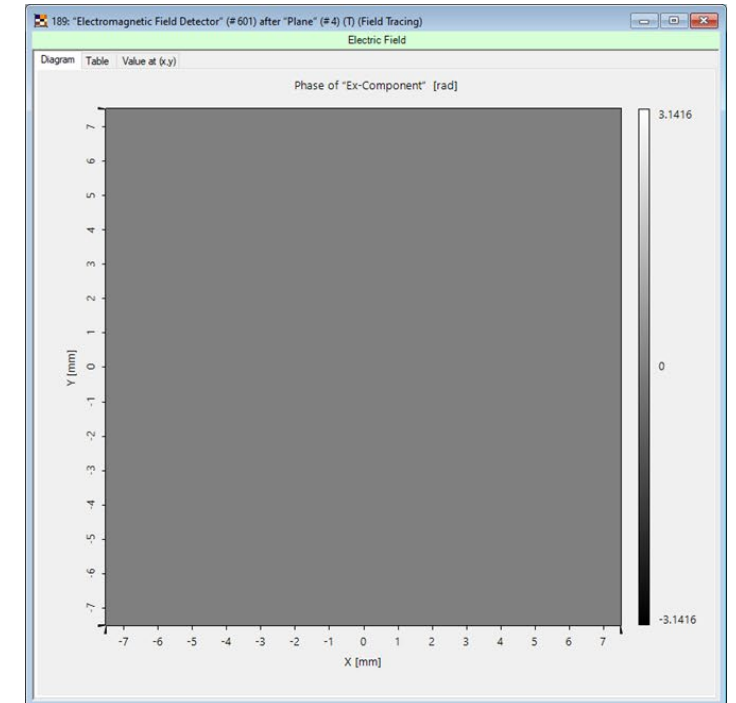 189: "Electromagnetic Field Detector" (# 601) after "Plane" (# 4) (T) (Field Tracing)
Electric Field
Diagram Table Value at (x,y)
Phase of "Ex-Component" [rad]
3.1416
7
6
5
4
3
2
1
0
-1
-2
-3
-4
-5
-6
-7
Y [mm]
0
-3.1416
-7 -6 -5 -4 -3 -2 -1 0 1 2 3 4 5 6 7
X [mm]